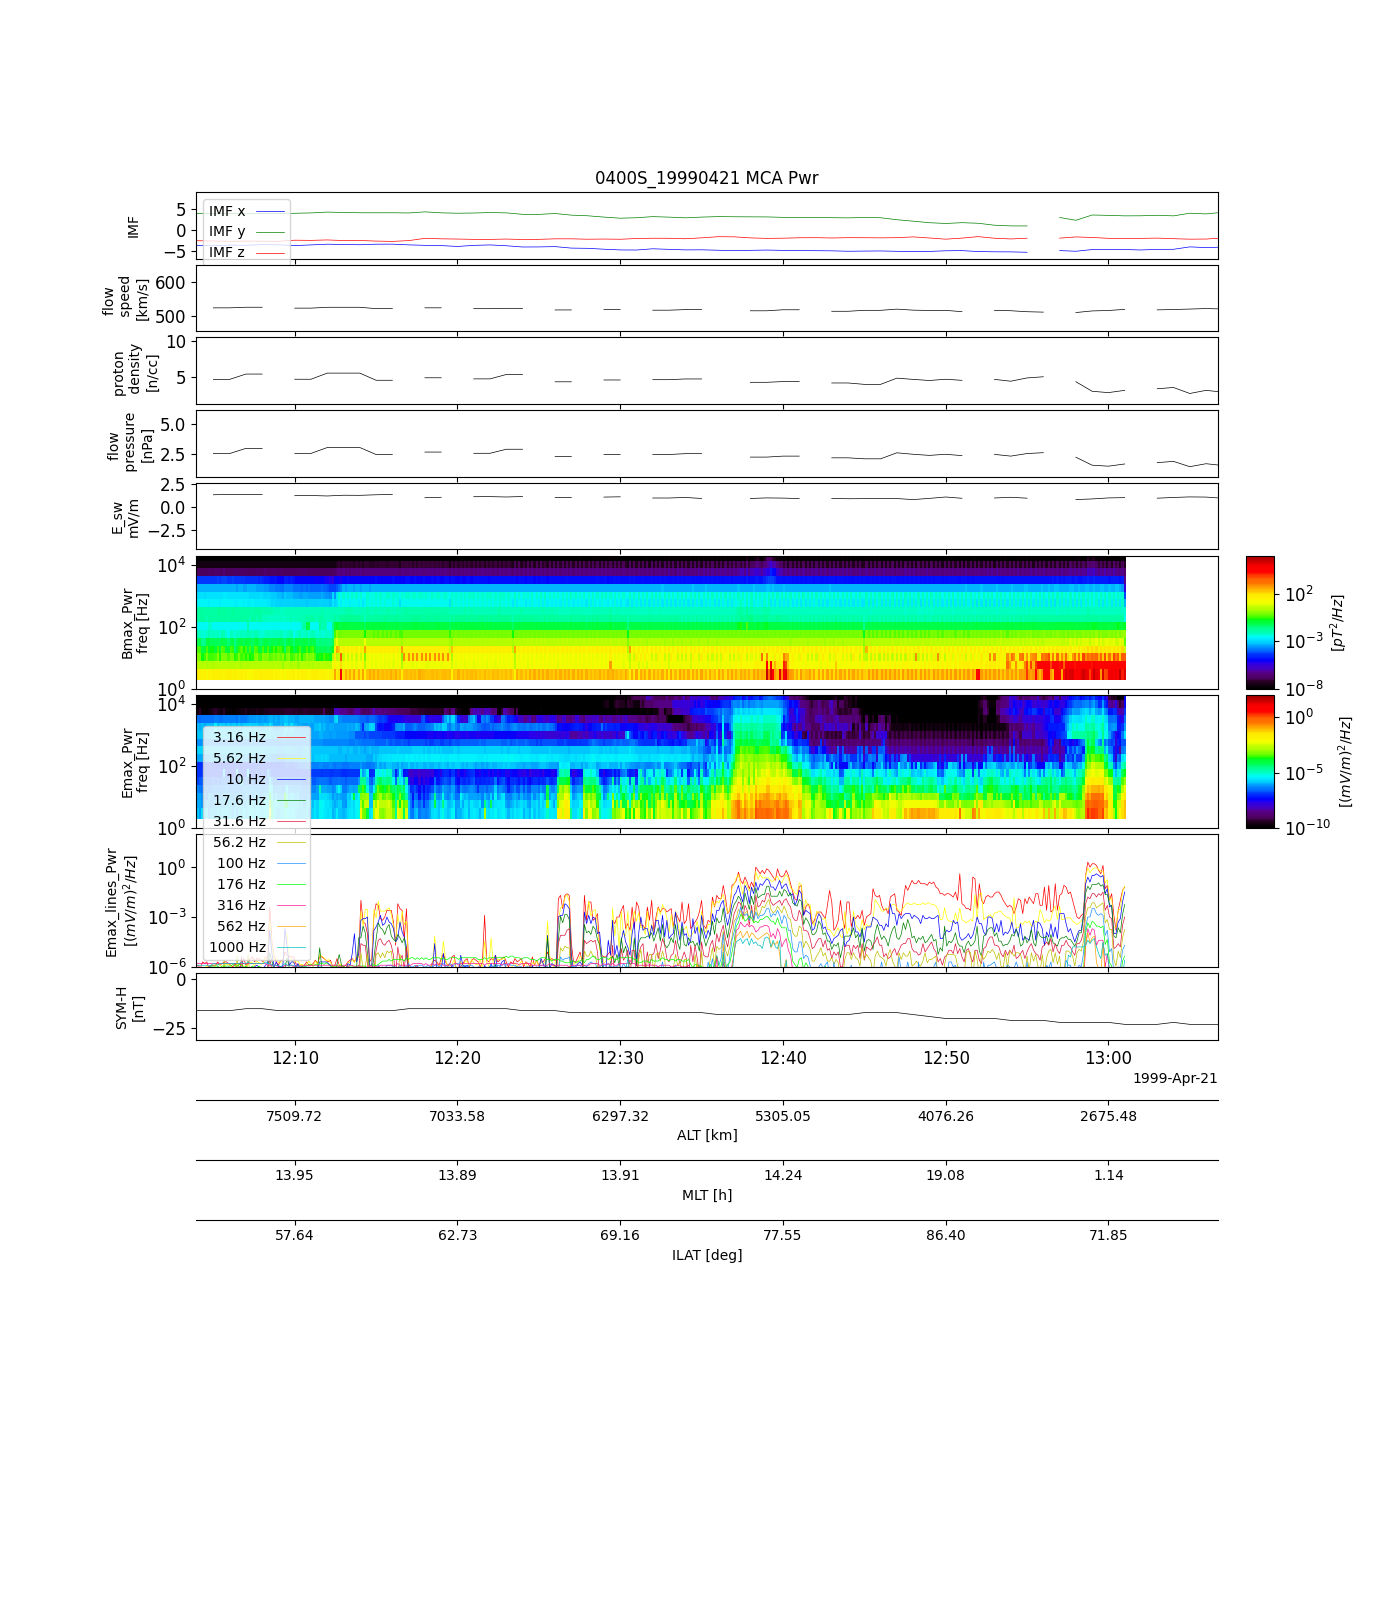 0400S_19990421 MCA Pwr
IMF
5
0
−5
IMF x
IMF y
IMF z
flow
speed
[km/s]
600
500
proton
density
[n/cc]
10
5
flow
pressure
[nPa]
5.0
2.5
E_sw
mV/m
2.5
0.0
−2.5
Bmax_Pwr
freq [Hz]
10^4
10^2
10^0
10^2
10^-3
10^-8
[pT^2/Hz]
Emax_Pwr
freq [Hz]
10^4
10^2
10^0
10^0
10^-5
10^-10
[(mV/m)^2/Hz]
3.16 Hz
5.62 Hz
10 Hz
17.6 Hz
31.6 Hz
56.2 Hz
100 Hz
176 Hz
316 Hz
562 Hz
1000 Hz
Emax_lines_Pwr
[(mV/m)^2/Hz]
10^0
10^-3
10^-6
SYM-H
[nT]
0
−25
12:10 12:20 12:30 12:40 12:50 13:00
1999-Apr-21
7509.72 7033.58 6297.32 5305.05 4076.26 2675.48
ALT [km]
13.95 13.89 13.91 14.24 19.08 1.14
MLT [h]
57.64 62.73 69.16 77.55 86.40 71.85
ILAT [deg]